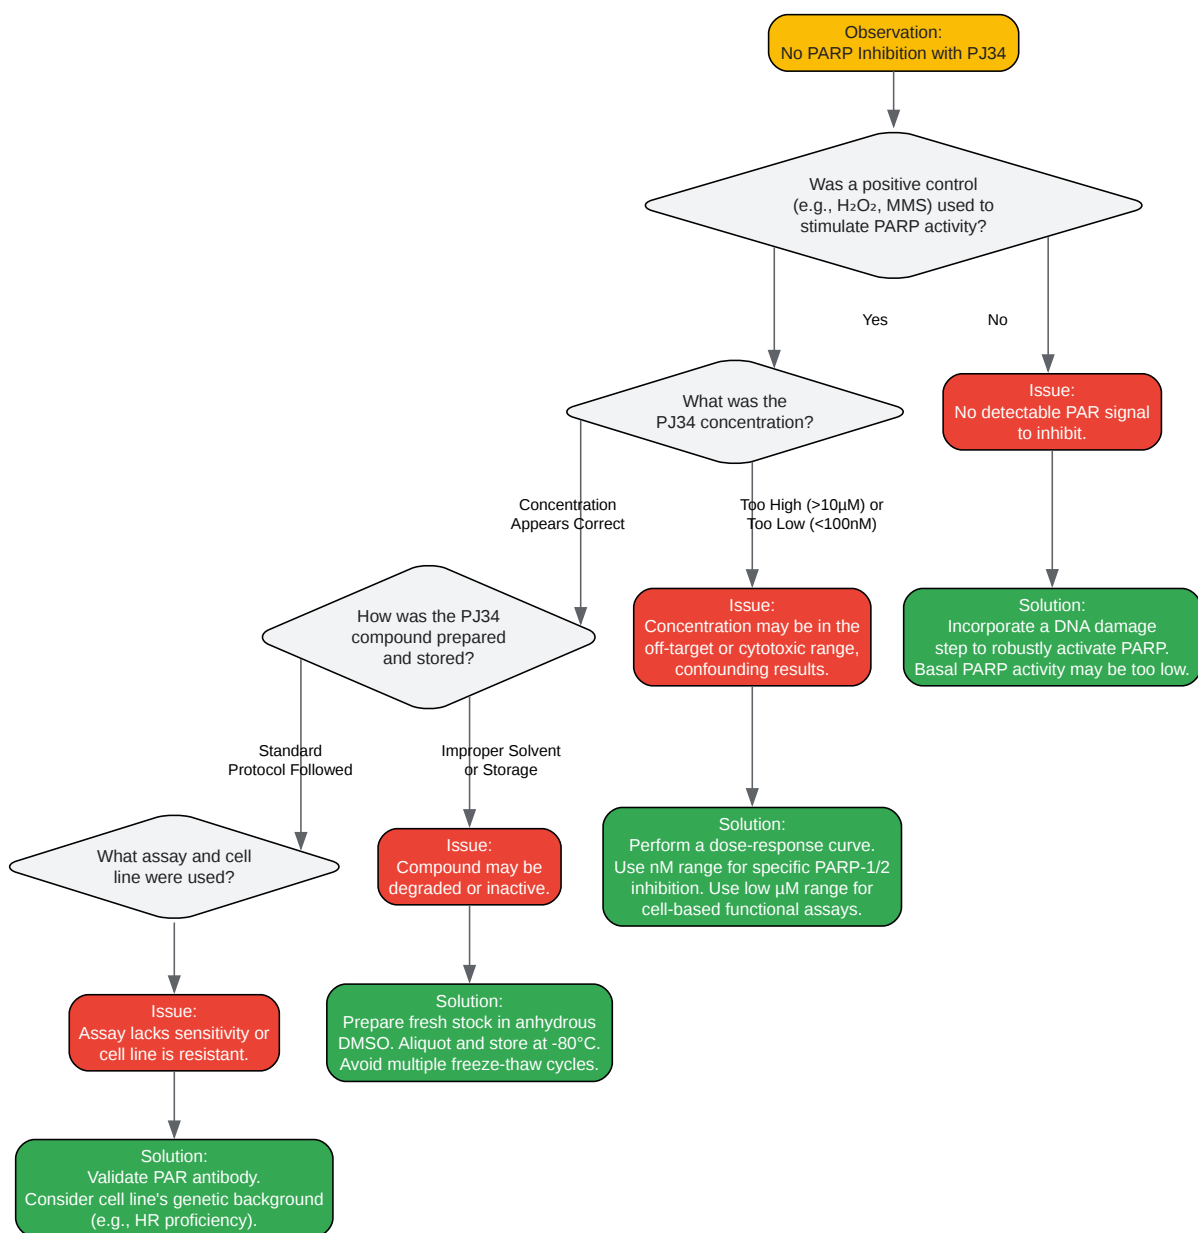 Observation:
No PARP Inhibition with PJ34
Was a positive control
(e.g., H₂O₂, MMS) used to
stimulate PARP activity?
Yes
No
What was the
PJ34 concentration?
Issue:
No detectable PAR signal
to inhibit.
Concentration
Appears Correct
Too High (>10µM) or
Too Low (<100nM)
How was the PJ34
compound prepared
and stored?
Issue:
Concentration may be in the
off-target or cytotoxic range,
confounding results.
Solution:
Incorporate a DNA damage
step to robustly activate PARP.
Basal PARP activity may be too low.
Standard
Protocol Followed
Improper Solvent
or Storage
What assay and cell
line were used?
Issue:
Compound may be
degraded or inactive.
Solution:
Perform a dose-response curve.
Use nM range for specific PARP-1/2
inhibition. Use low µM range for
cell-based functional assays.
Issue:
Assay lacks sensitivity or
cell line is resistant.
Solution:
Prepare fresh stock in anhydrous
DMSO. Aliquot and store at -80°C.
Avoid multiple freeze-thaw cycles.
Solution:
Validate PAR antibody.
Consider cell line's genetic background
(e.g., HR proficiency).